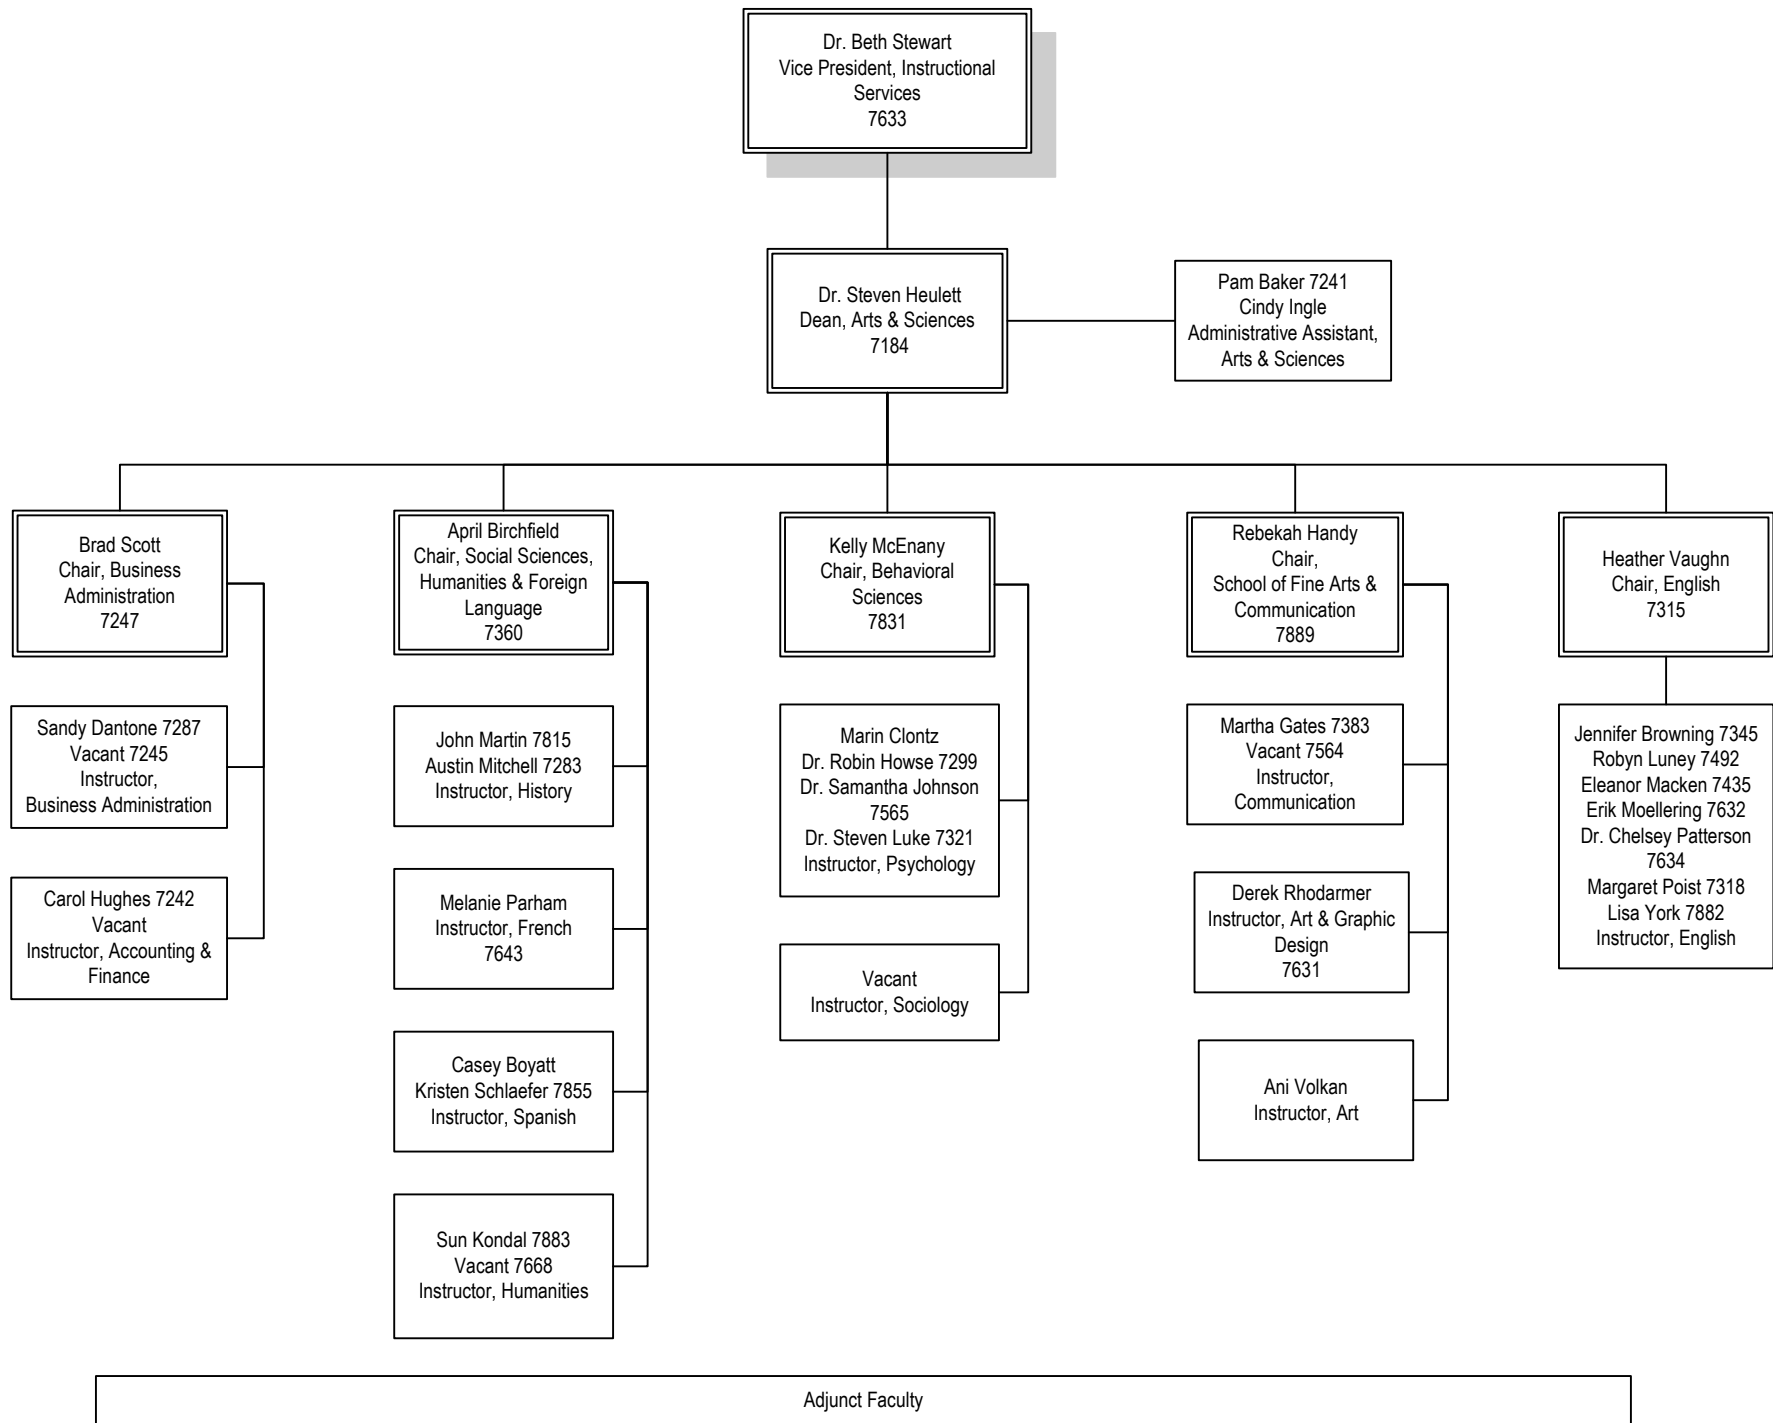 Dr. Beth Stewart
Vice President, Instructional
Services
7633
Dr. Steven Heulett
Dean, Arts & Sciences
7184
Pam Baker 7241
Cindy Ingle
Administrative Assistant,
Arts & Sciences
Brad Scott
Chair, Business
Administration
7247
Sandy Dantone 7287
Vacant 7245
Instructor,
Business Administration
Carol Hughes 7242
Vacant
Instructor, Accounting &
Finance
April Birchfield
Chair, Social Sciences,
Humanities & Foreign
Language
7360
John Martin 7815
Austin Mitchell 7283
Instructor, History
Melanie Parham
Instructor, French
7643
Casey Boyatt
Kristen Schlaefer 7855
Instructor, Spanish
Sun Kondal 7883
Vacant 7668
Instructor, Humanities
Kelly McEnany
Chair, Behavioral
Sciences
7831
Marin Clontz
Dr. Robin Howse 7299
Dr. Samantha Johnson
7565
Dr. Steven Luke 7321
Instructor, Psychology
Vacant
Instructor, Sociology
Rebekah Handy
Chair,
School of Fine Arts &
Communication
7889
Martha Gates 7383
Vacant 7564
Instructor,
Communication
Derek Rhodarmer
Instructor, Art & Graphic
Design
7631
Ani Volkan
Instructor, Art
Heather Vaughn
Chair, English
7315
Jennifer Browning 7345
Robyn Luney 7492
Eleanor Macken 7435
Erik Moellering 7632
Dr. Chelsey Patterson
7634
Margaret Poist 7318
Lisa York 7882
Instructor, English
Adjunct Faculty